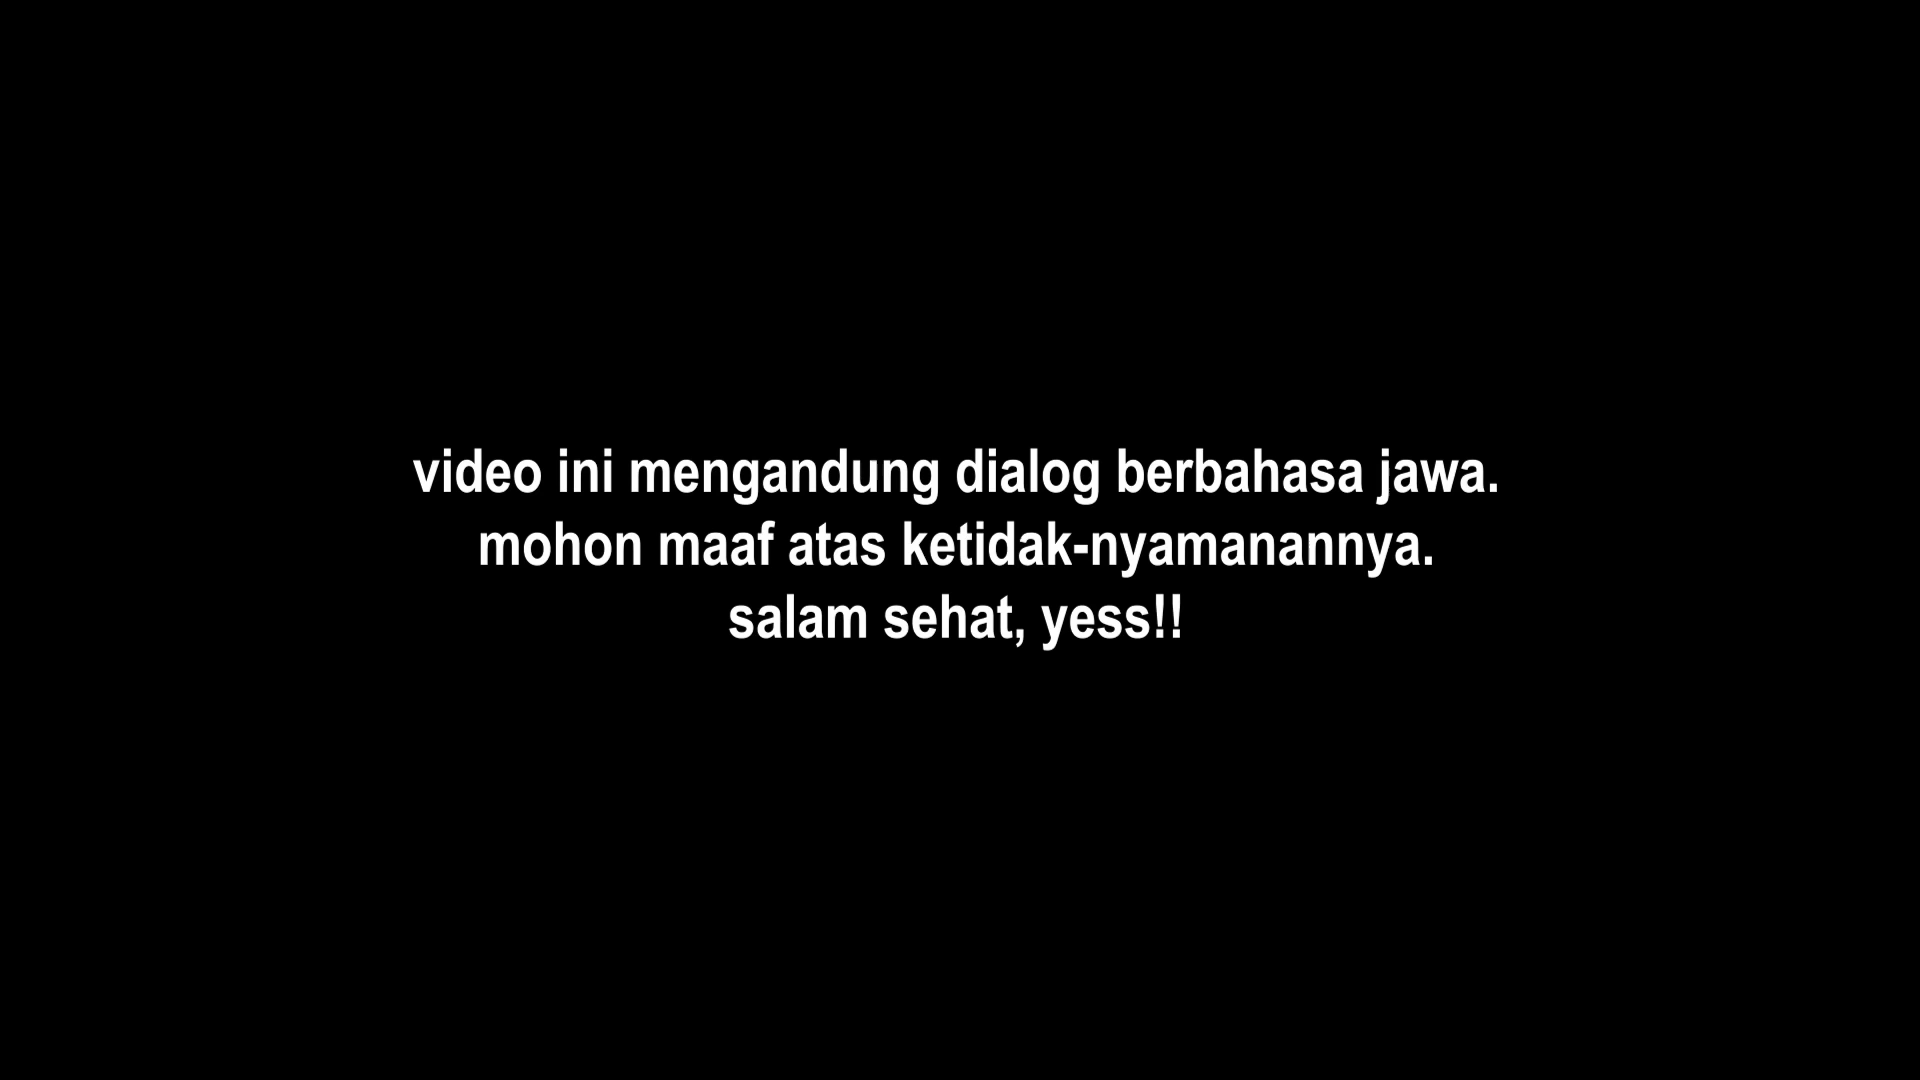 video ini mengandung dialog berbahasa jawa.
mohon maaf atas ketidak-nyamanannya.
salam sehat, yess!!